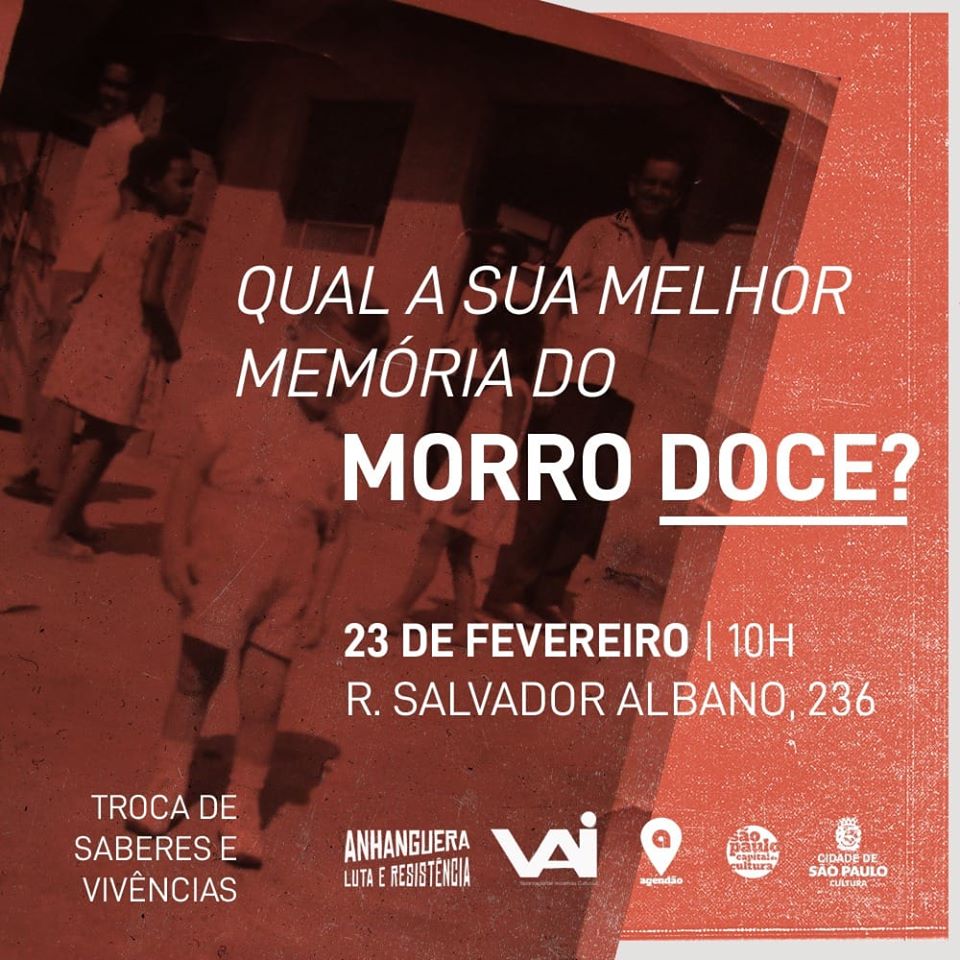 QUAL A SUA MELHOR
MEMÓRIA DO
MORRO DOCE?
23 DE FEVEREIRO | 10H
R. SALVADOR ALBANO, 236
TROCA DE
SABERES E
VIVÊNCIAS
ANHANGUERA
LUTA E RESISTÊNCIA
VAI
a
agendão
são
paulo
capital da
cultura
CIDADE DE
SÃO PAULO
CULTURA